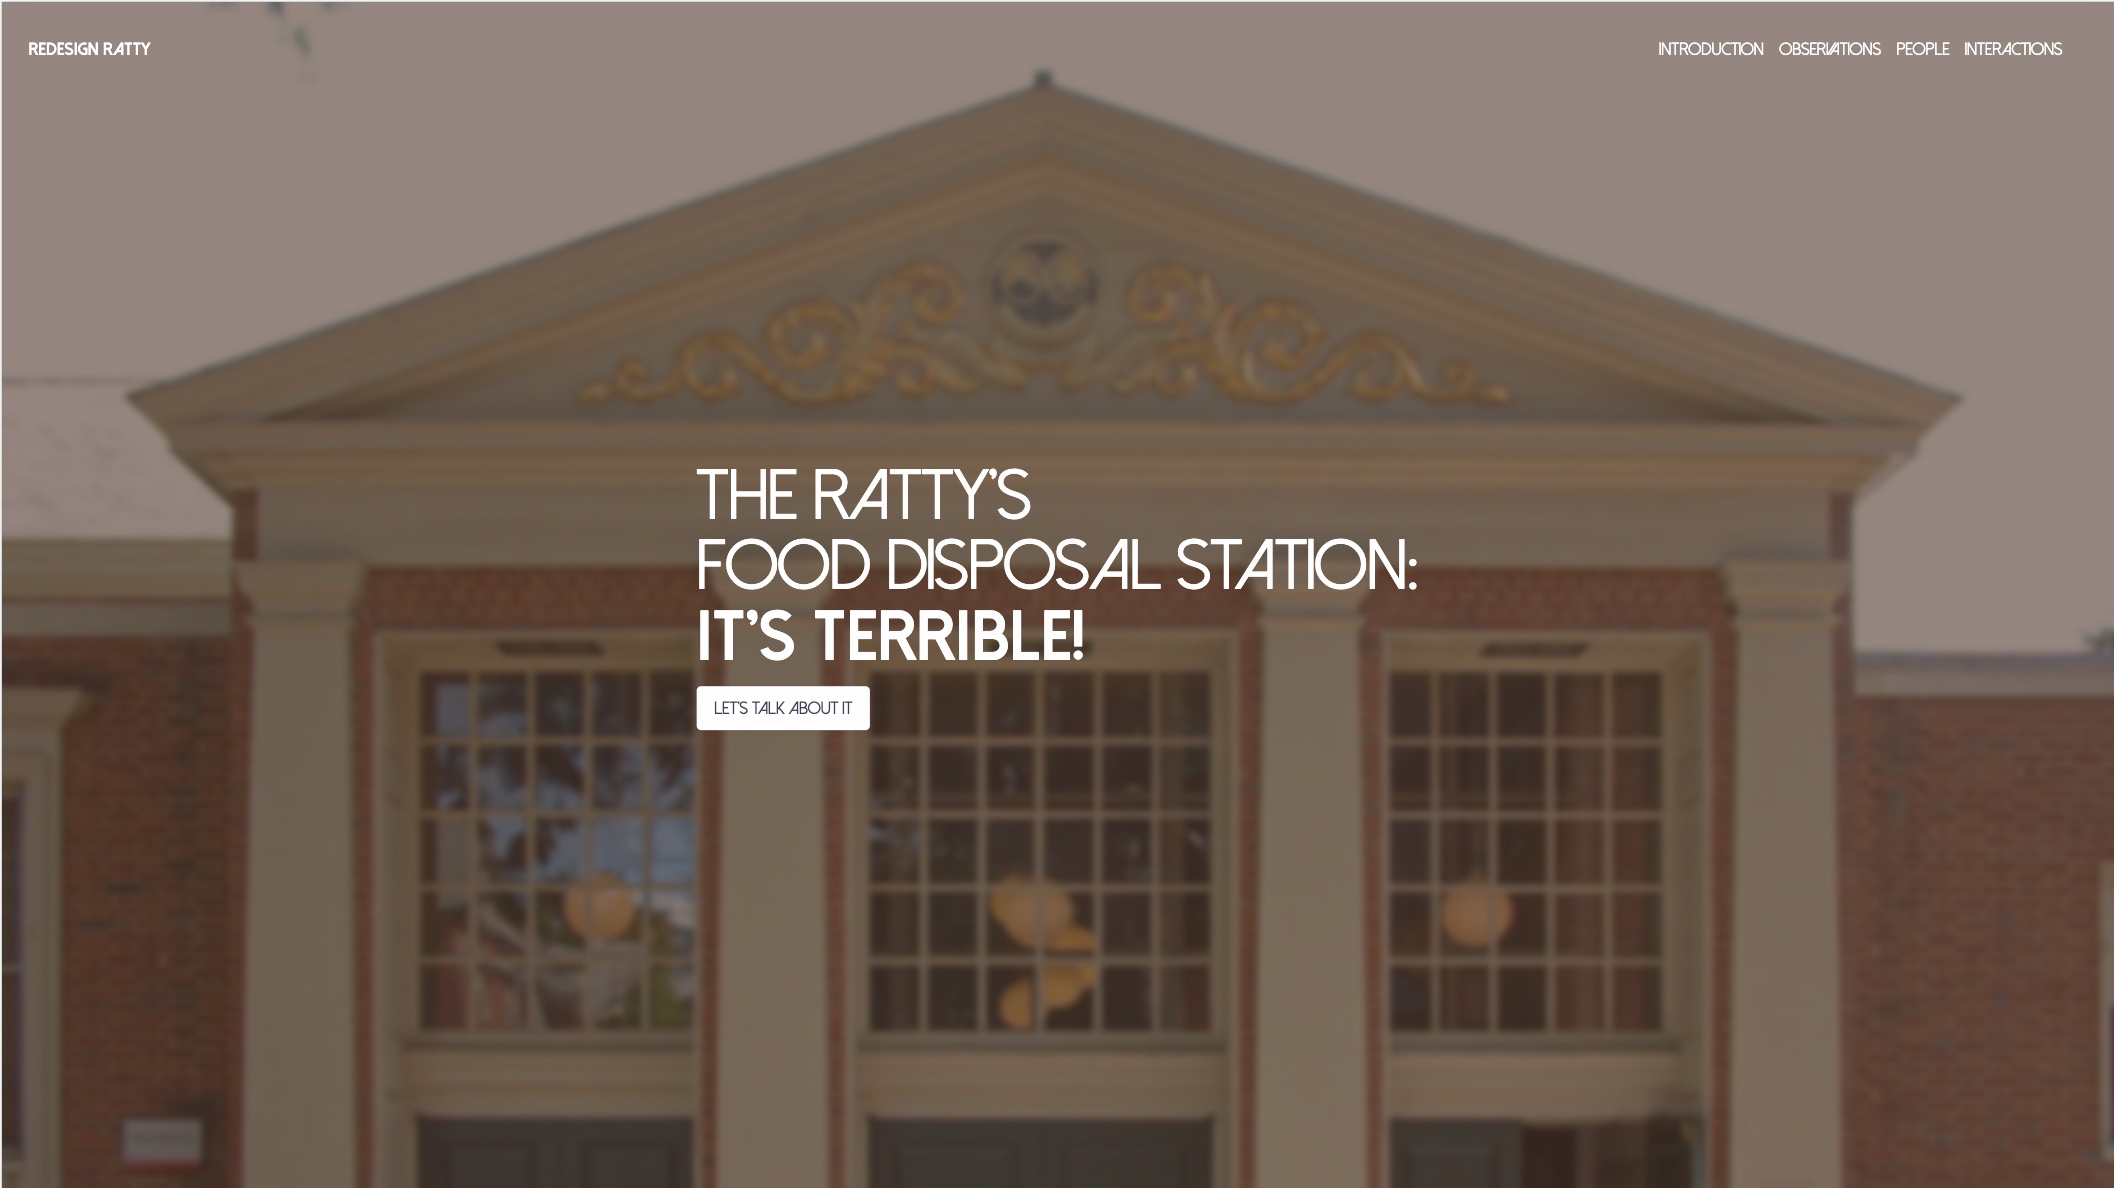 REDESIGN RATTY
INTRODUCTION OBSERVATIONS PEOPLE INTERACTIONS
THE RATTY'S
FOOD DISPOSAL STATION:
IT'S TERRIBLE!
LET'S TALK ABOUT IT